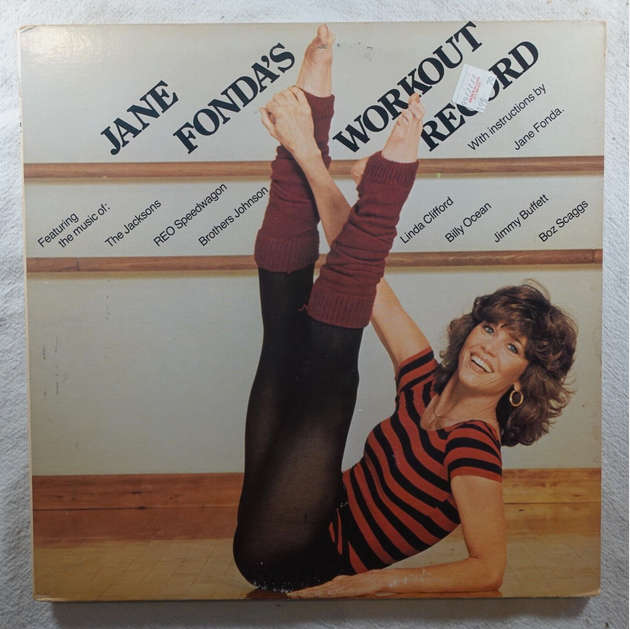 JANE
FONDA'S
WORKOUT
RECORD
With instructions by
Jane Fonda.
Featuring
the music of:
The Jacksons
REO Speedwagon
Brothers Johnson
Linda Clifford
Billy Ocean
Jimmy Buffett
Boz Scaggs